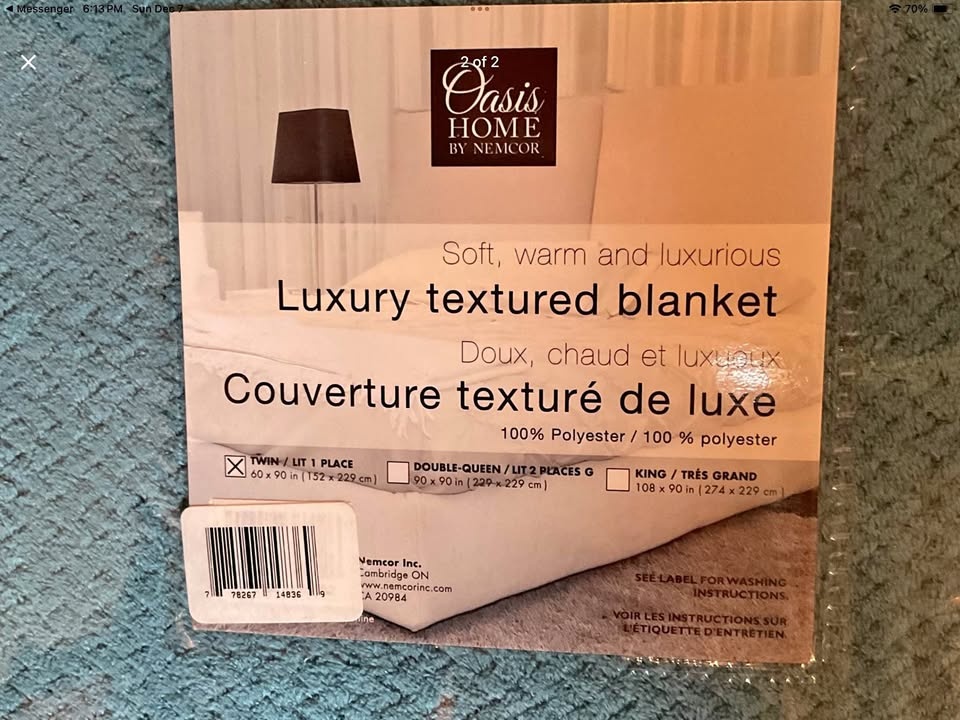 Messenger 6:13 PM Sun Dec 7
70%
2 of 2
Oasis
HOME
BY NEMCOR
Soft, warm and luxurious
Luxury textured blanket
Doux, chaud et luxueux
Couverture texturé de luxe
100% Polyester / 100 % polyester
TWIN / LIT 1 PLACE
60 x 90 in (152 x 229 cm)
DOUBLE-QUEEN / LIT 2 PLACES G
90 x 90 in (229 x 229 cm)
KING / TRÉS GRAND
108 x 90 in (274 x 229 cm)
7 78267 14836 9
Nemcor Inc.
Cambridge ON
www.nemcorinc.com
CA 20984
SEE LABEL FOR WASHING
INSTRUCTIONS.
VOIR LES INSTRUCTIONS SUR
L'ÉTIQUETTE D'ENTRETIEN